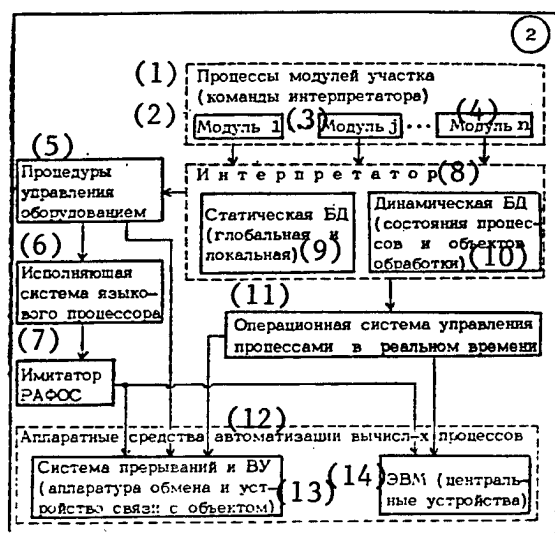 2
(1) Процессы модулей участка
(команды интерпретатора)
(2) Модуль 1 (3) Модуль j ... (4) Модуль n
(5)
Процедуры
управления
оборудованием
Интерпретатор (8)
Статическая БД
(глобальная и
локальная) (9)
Динамическая БД
(состояния процес-
сов и объектов
обработки) (10)
(6)
Исполняющая
система языко-
вого процессора
(11)
Операционная система управления
процессами в реальном времени
(7)
Имитатор
РАФОС
(12)
Аппаратные средства автоматизации вычисл-х процессов
Система прерываний и ВУ
(аппаратура обмена и уст-
ройство связи с объектом) (13)
(14) ЭВМ (централь-
ные устройства)